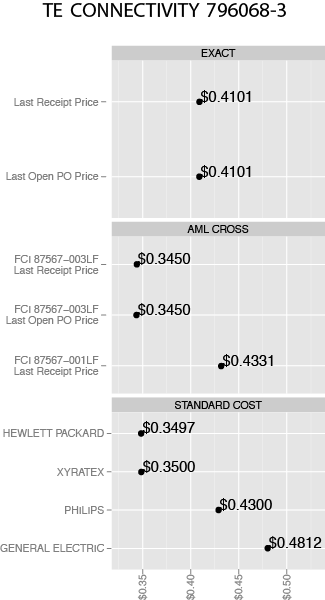 TE CONNECTIVITY 796068-3
EXACT
Last Receipt Price
$0.4101
Last Open PO Price
$0.4101
AML CROSS
FCI 87567-003LF
Last Receipt Price
$0.3450
FCI 87567-003LF
Last Open PO Price
$0.3450
FCI 87567-001LF
Last Receipt Price
$0.4331
STANDARD COST
HEWLETT PACKARD
$0.3497
XYRATEX
$0.3500
PHILIPS
$0.4300
GENERAL ELECTRIC
$0.4812
$0.35
$0.40
$0.45
$0.50